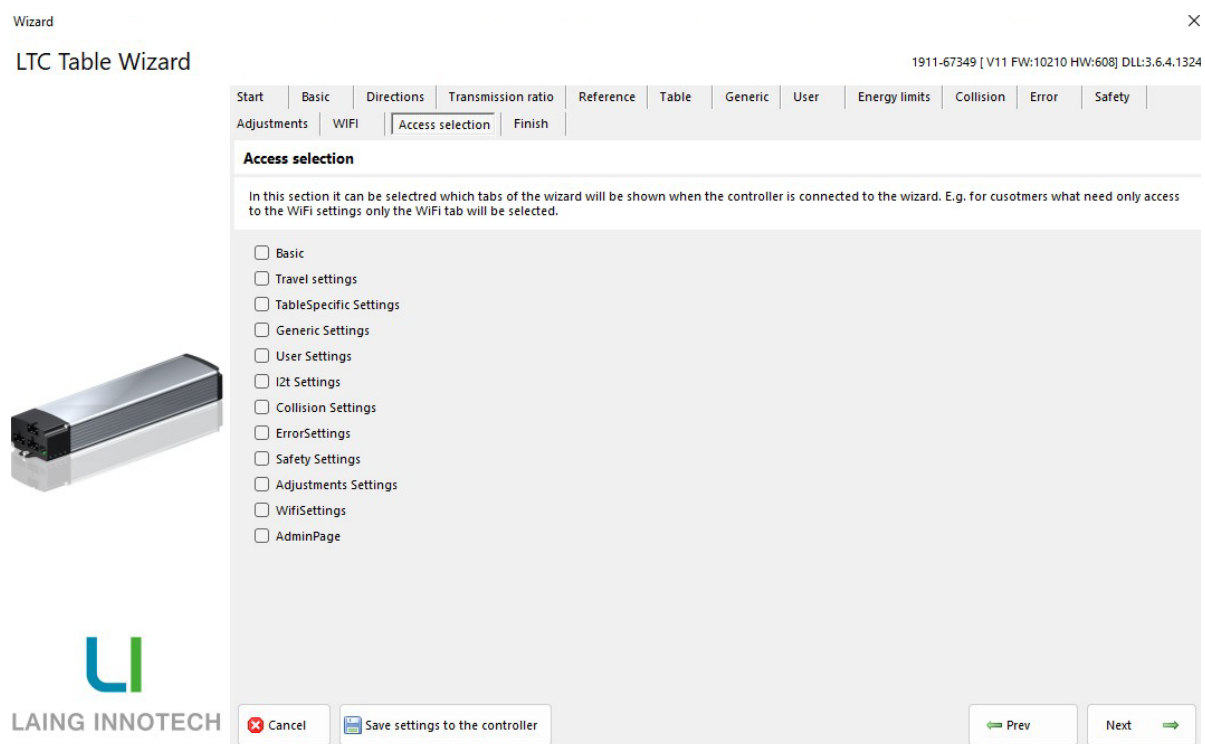 Wizard
LTC Table Wizard
1911-67349 [ V11 FW:10210 HW:608] DLL:3.6.4.1324
Start Basic Directions Transmission ratio Reference Table Generic User Energy limits Collision Error Safety
Adjustments WIFI Access selection Finish
Access selection
In this section it can be selectred which tabs of the wizard will be shown when the controller is connected to the wizard. E.g. for cusotmers what need only access
to the WiFi settings only the WiFi tab will be selected.
Basic
Travel settings
TableSpecific Settings
Generic Settings
User Settings
I2t Settings
Collision Settings
ErrorSettings
Safety Settings
Adjustments Settings
WifiSettings
AdminPage
LI
LAING INNOTECH
Cancel Save settings to the controller Prev Next